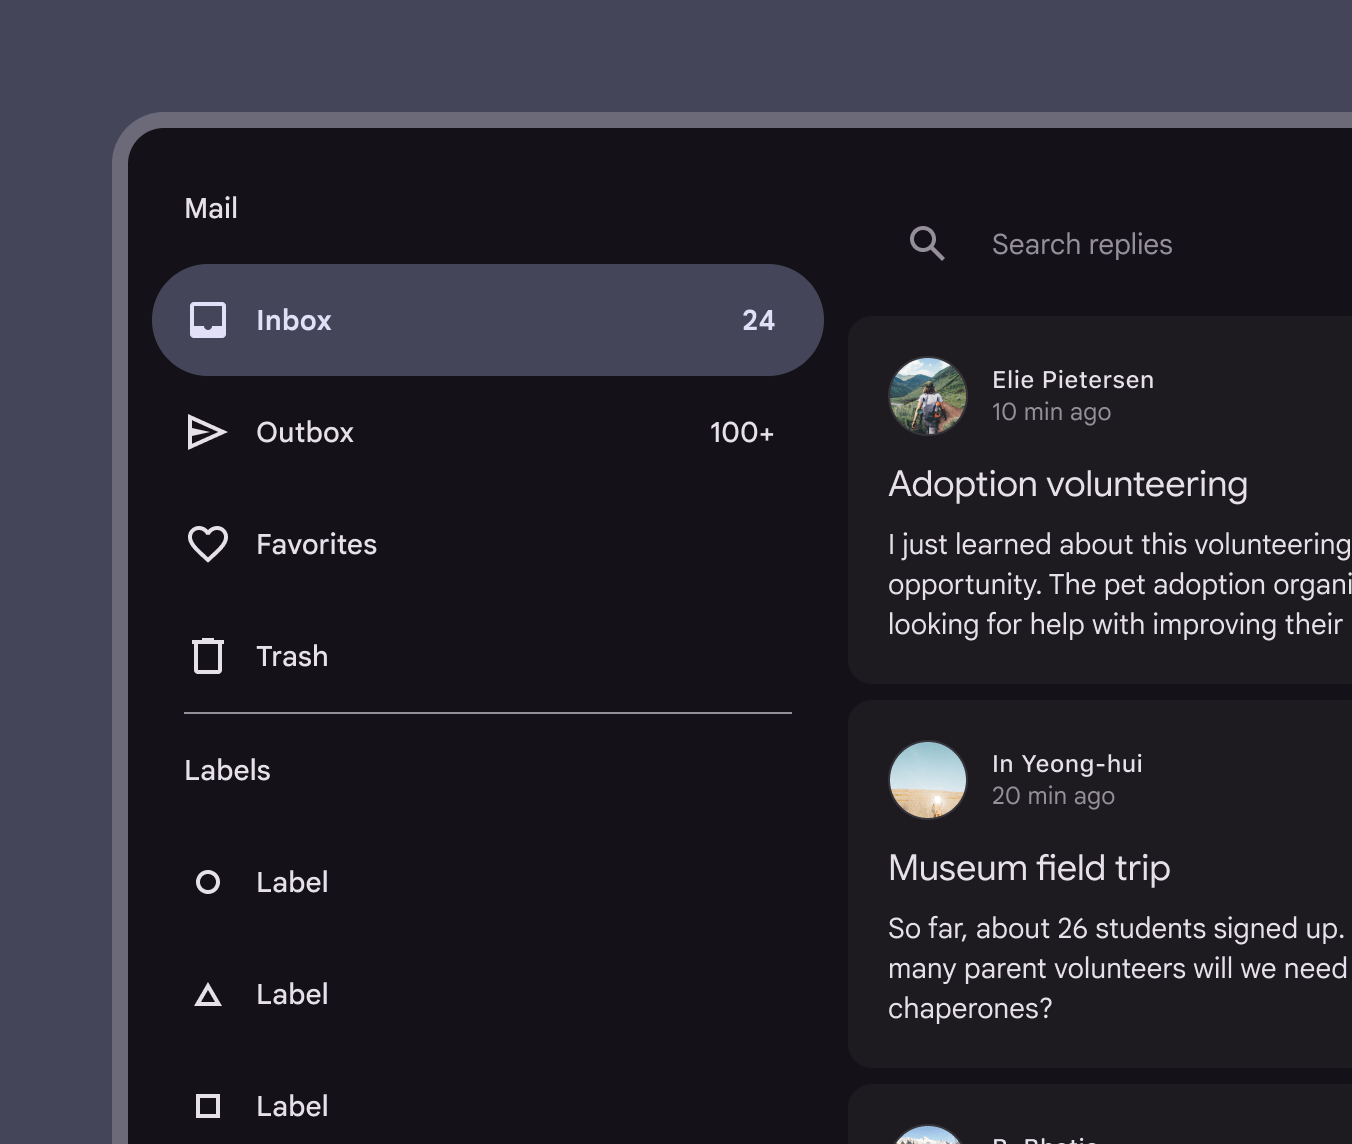 Mail
Inbox 24
Outbox 100+
Favorites
Trash
Labels
Label
Label
Label
Search replies
Elie Pietersen
10 min ago
Adoption volunteering
I just learned about this volunteering
opportunity. The pet adoption organi
looking for help with improving their
In Yeong-hui
20 min ago
Museum field trip
So far, about 26 students signed up.
many parent volunteers will we need
chaperones?